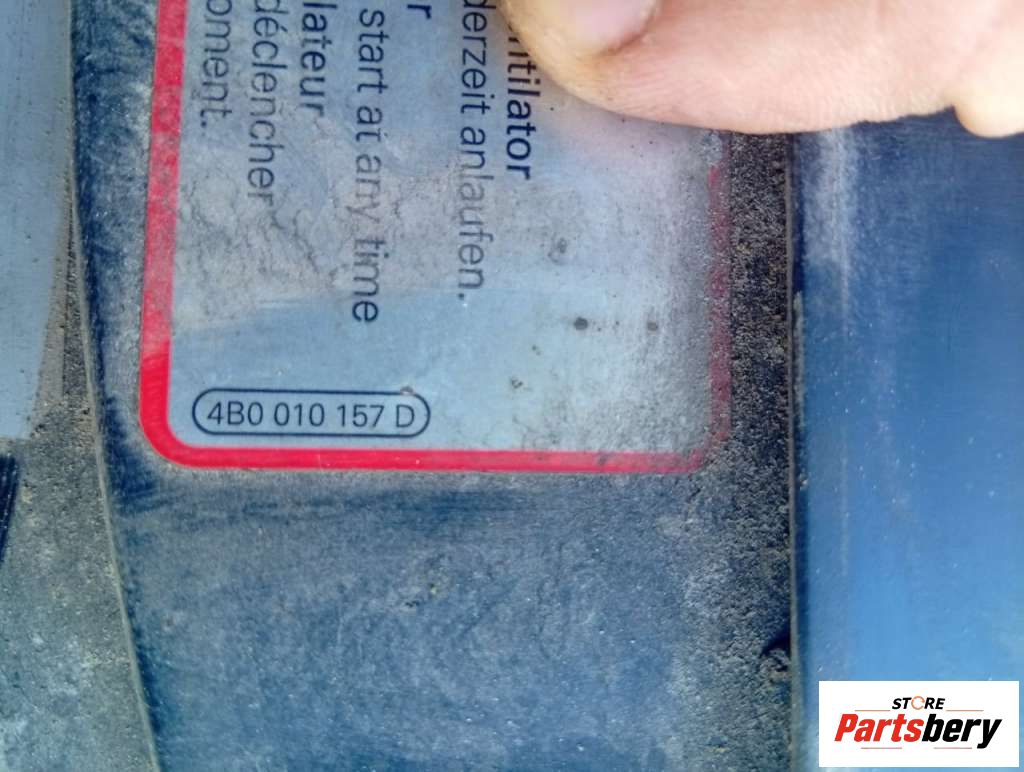 ntilator
derzeit anlaufen.
r
start at any time
lateur
déclencher
oment.
4B0 010 157 D
STORE
Partsbery